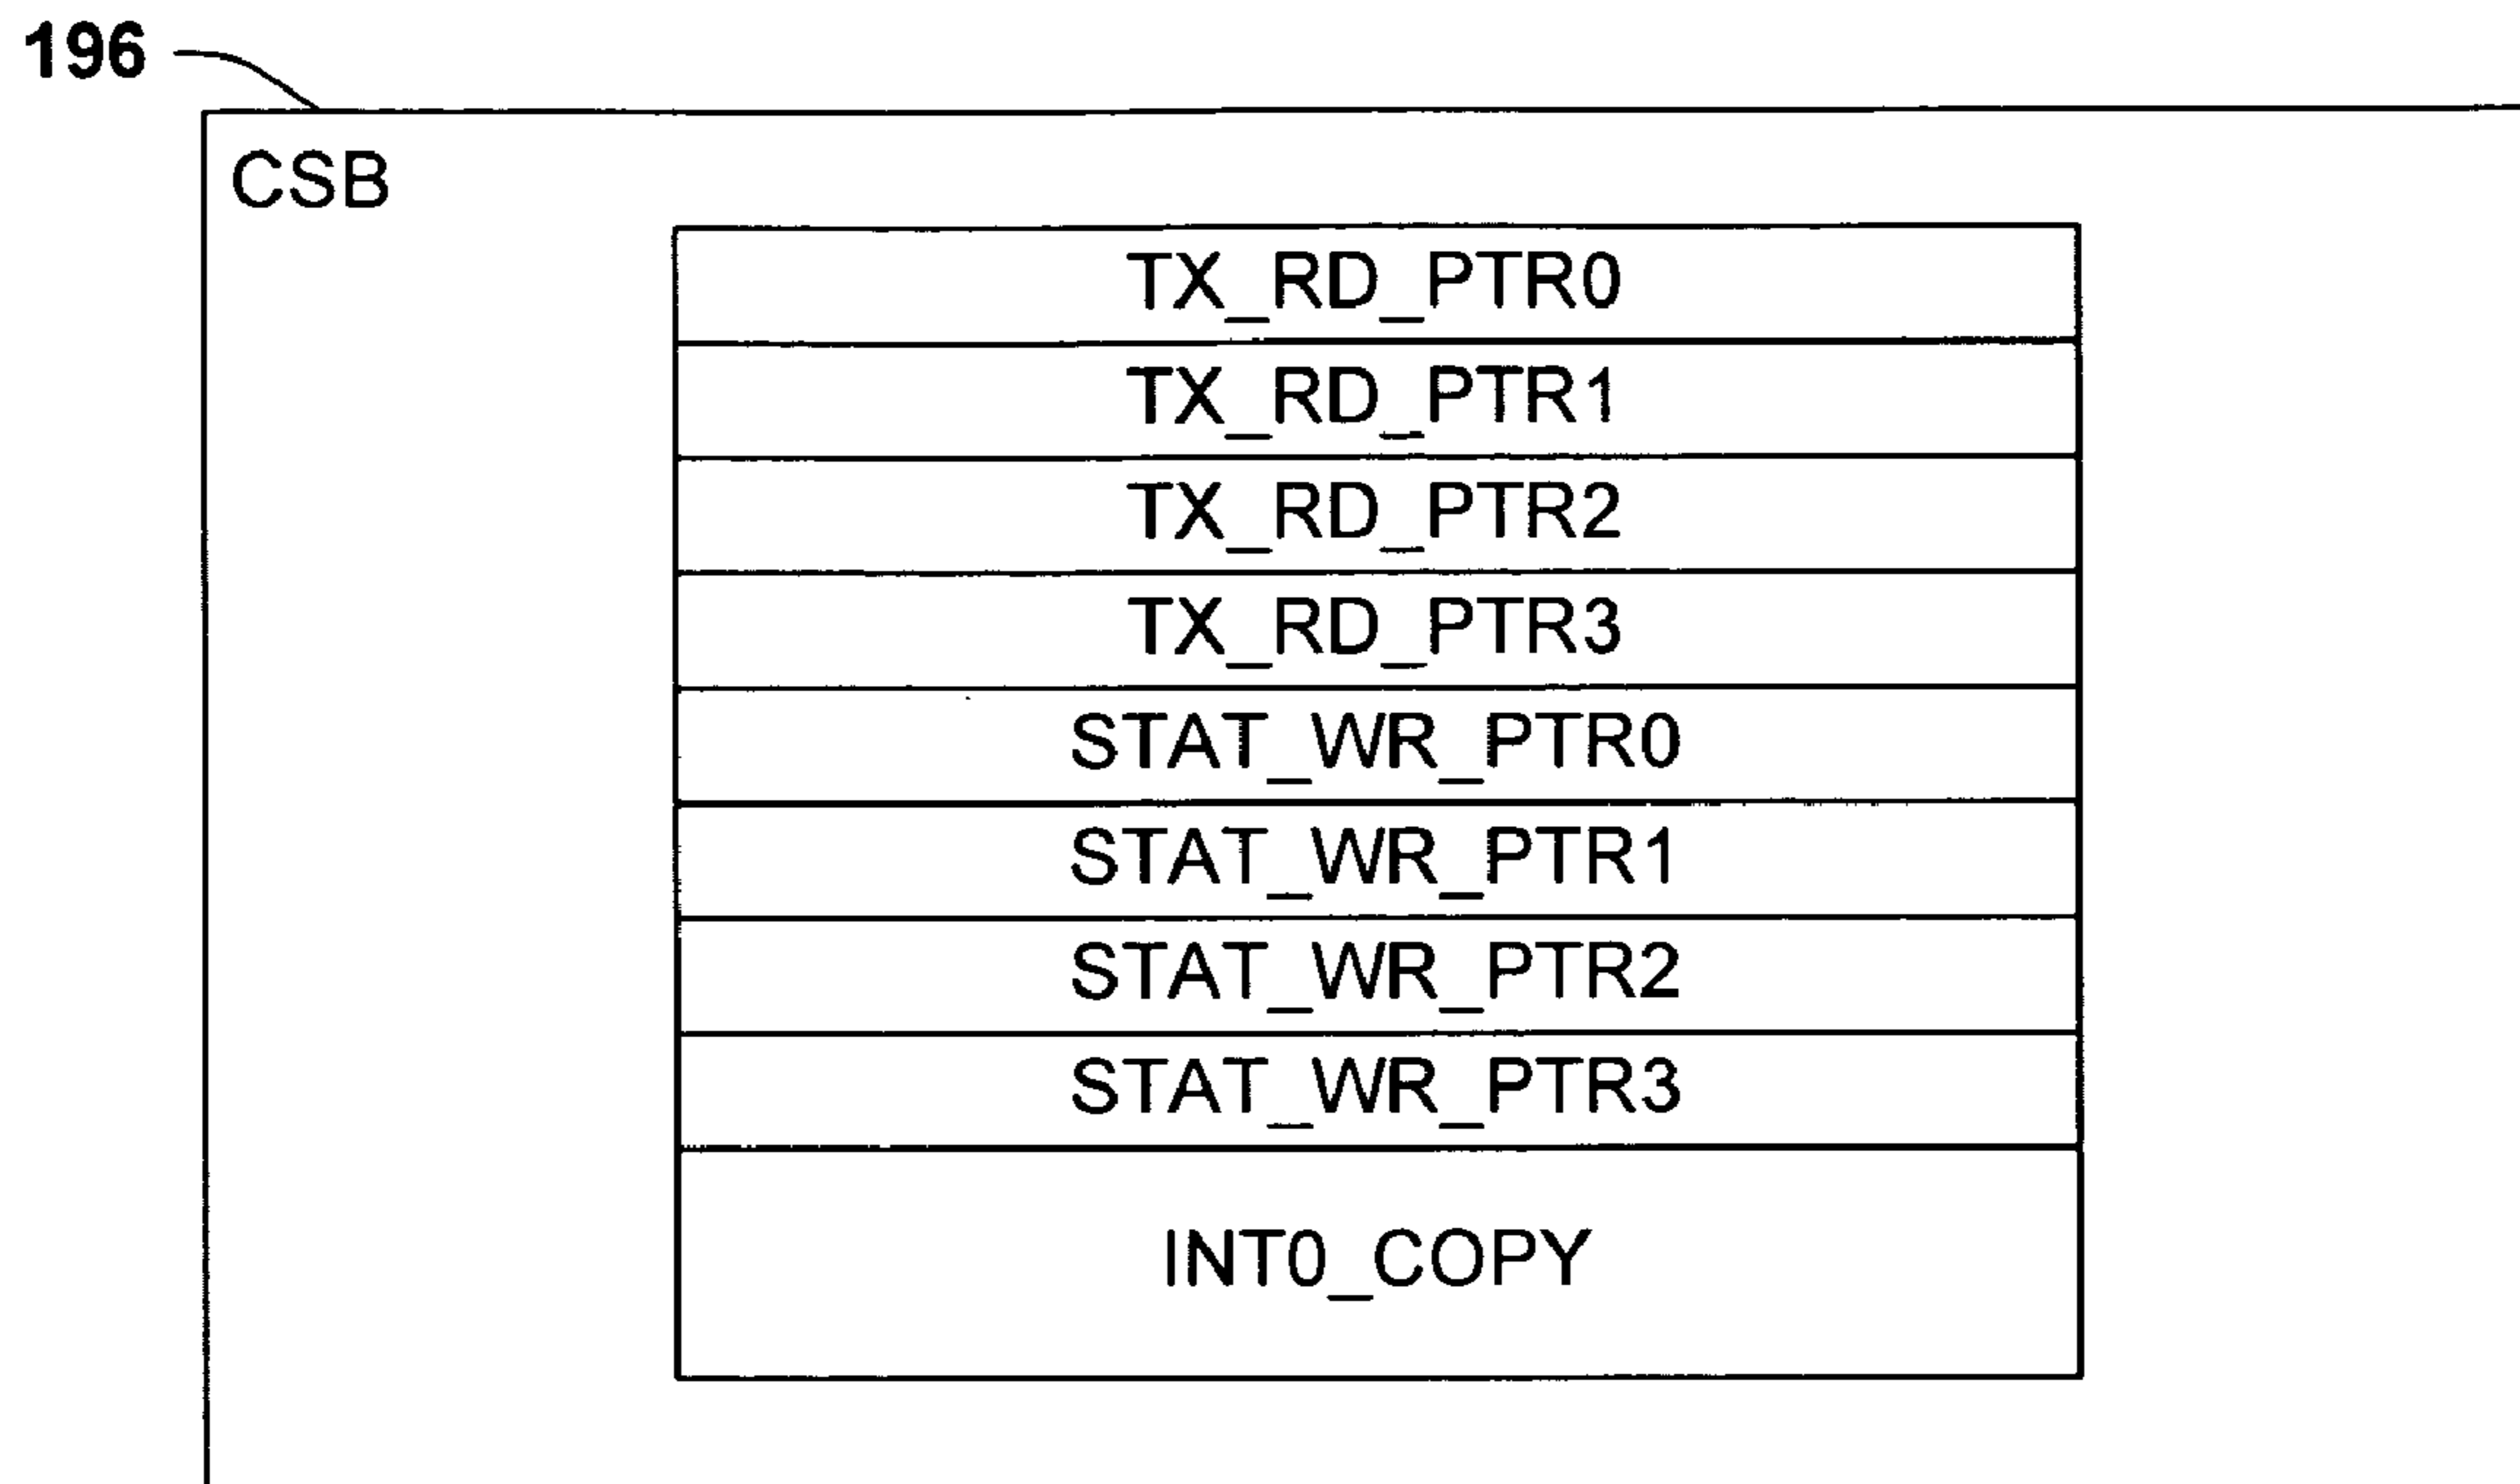 196
CSB
TX_RD_PTR0
TX_RD_PTR1
TX_RD_PTR2
TX_RD_PTR3
STAT_WR_PTR0
STAT_WR_PTR1
STAT_WR_PTR2
STAT_WR_PTR3
INT0_COPY